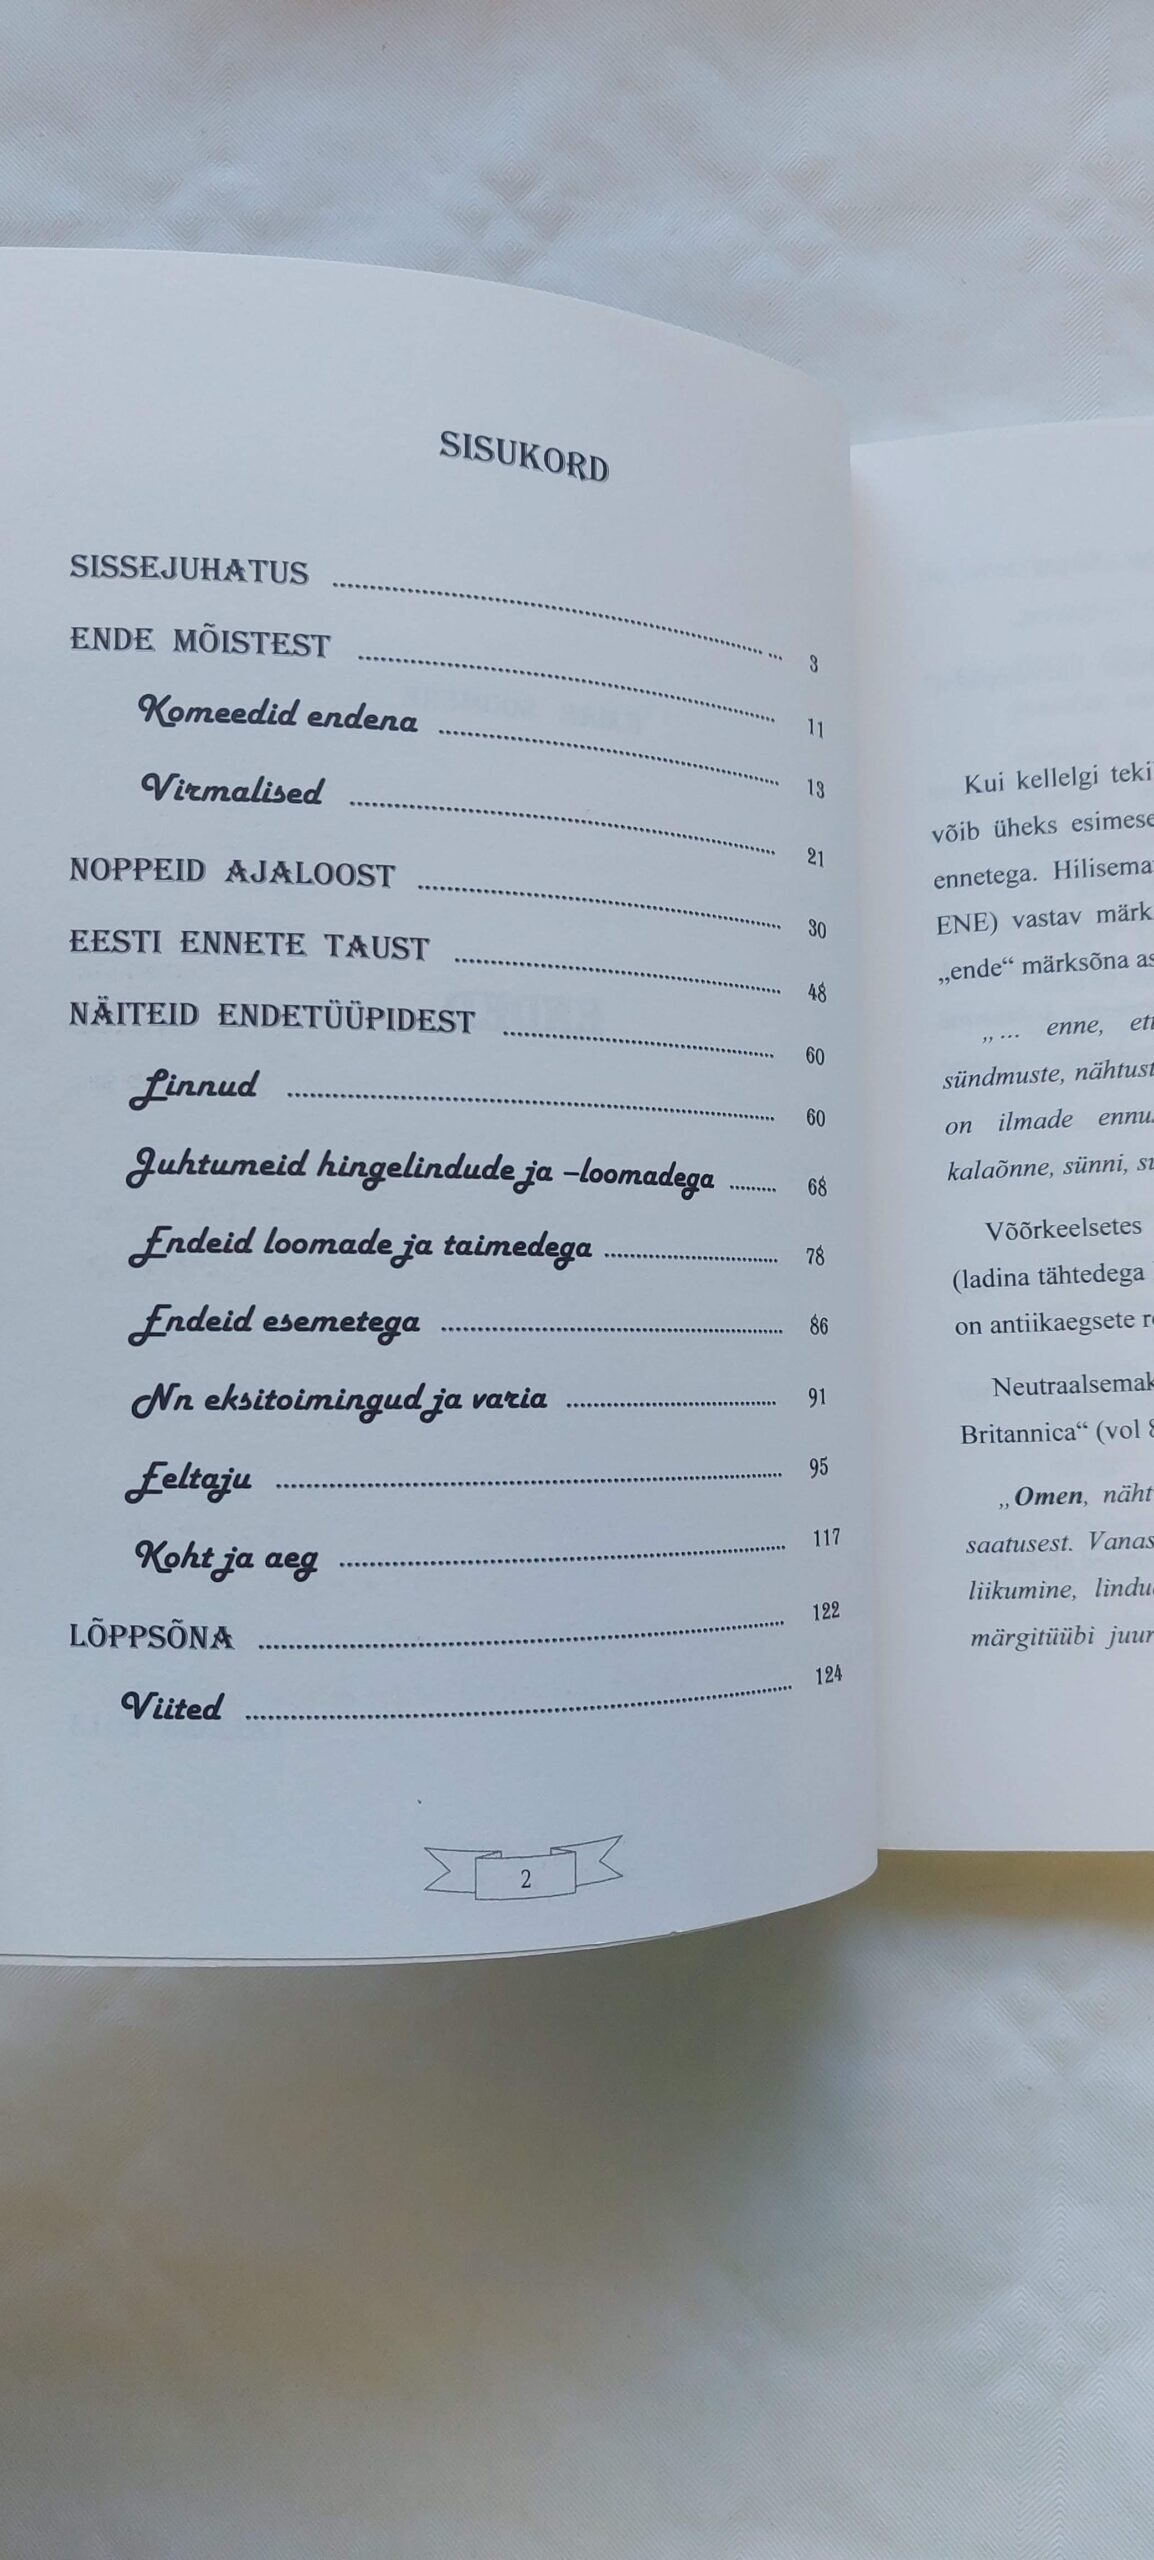 SISUKORD
SISSEJUHATUS ........ 3
ENDE MÕISTEST ........ 11
Komeedid endena ........ 13
Virmalised ........ 21
NOPPEID AJALOOST ........ 30
EESTI ENNETE TAUST ........ 48
NÄITEID ENDETÜÜPIDEST ........ 60
Linnud ........ 60
Juhtumeid hingelindude ja –loomadega ........ 68
Endeid loomade ja taimedega ........ 78
Endeid esemetega ........ 86
Nn eksitoimingud ja varia ........ 91
Eeltaju ........ 95
Koht ja aeg ........ 117
LÕPPSÕNA ........ 122
Viited ........ 124
2
Kui kellelgi teki
võib üheks esimese
ennetega. Hilisema
ENE) vastav märk
„ende“ märksõna as
„... enne, ett
sündmuste, nähtust
on ilmade ennus
kalaõnne, sünni, su
Võõrkeelsetes
(ladina tähtedega
on antiikaegsete r
Neutraalsemak
Britannica“ (vol 8
„Omen, näht
saatusest. Vanas
liikumine, lindu
märgitüübi juur